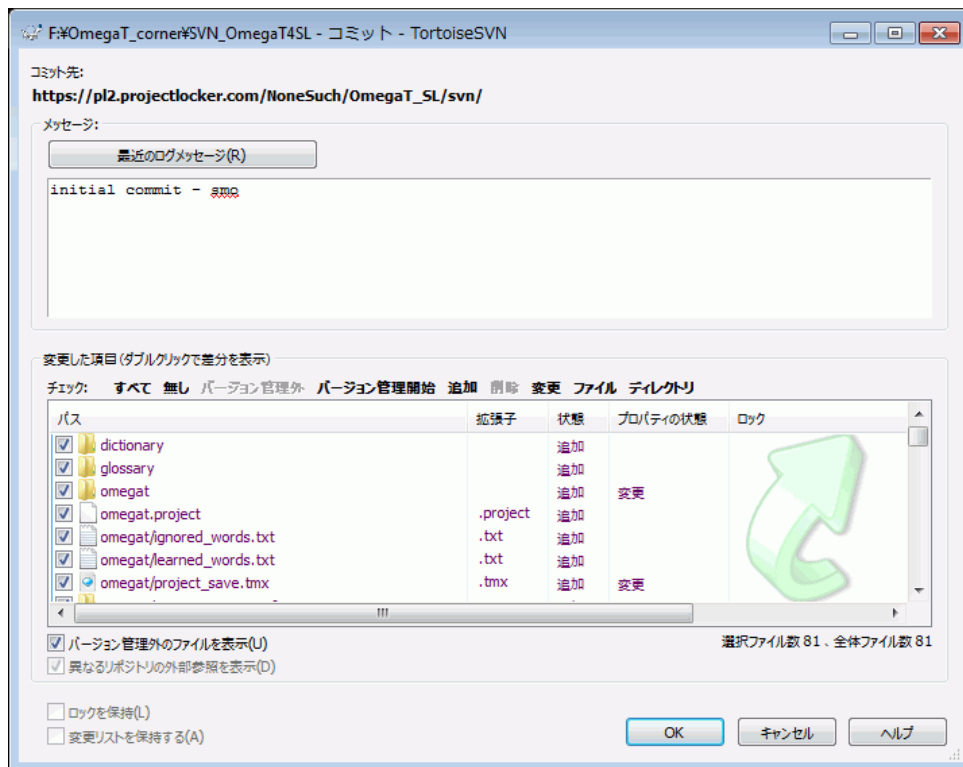 F:¥OmegaT_corner¥SVN_OmegaT4SL - コミット - TortoiseSVN
コミット先:
https://pl2.projectlocker.com/NoneSuch/OmegaT_SL/svn/
メッセージ:
最近のログメッセージ(R)
initial commit - smo
変更した項目(ダブルクリックで差分を表示)
チェック: すべて 無し バージョン管理外 バージョン管理開始 追加 削除 変更 ファイル ディレクトリ
パス 拡張子 状態 プロパティの状態 ロック
dictionary 追加
glossary 追加
omegat 追加 変更
omegat.project .project 追加
omegat/ignored_words.txt .txt 追加
omegat/learned_words.txt .txt 追加
omegat/project_save.tmx .tmx 追加 変更
バージョン管理外のファイルを表示(U) 選択ファイル数 81、全体ファイル数 81
異なるリポジトリの外部参照を表示(D)
ロックを保持(L)
変更リストを保持する(A)
OK キャンセル ヘルプ